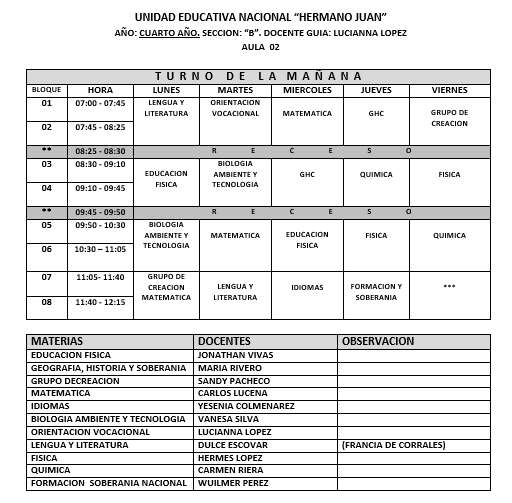 UNIDAD EDUCATIVA NACIONAL “HERMANO JUAN”
AÑO: CUARTO AÑO. SECCION: “B”. DOCENTE GUIA: LUCIANNA LOPEZ
AULA 02
TURNO DE LA MAÑANA
BLOQUE HORA LUNES MARTES MIERCOLES JUEVES VIERNES
01 07:00 - 07:45 LENGUA Y LITERATURA ORIENTACION VOCACIONAL MATEMATICA GHC GRUPO DE CREACION
02 07:45 - 08:25
** 08:25 - 08:30 R E C E S O
03 08:30 - 09:10 EDUCACION FISICA BIOLOGIA AMBIENTE Y TECNOLOGIA GHC QUIMICA FISICA
04 09:10 - 09:45
** 09:45 - 09:50 R E C E S O
05 09:50 - 10:30 BIOLOGIA AMBIENTE Y TECNOLOGIA MATEMATICA EDUCACION FISICA FISICA QUIMICA
06 10:30 – 11:05
07 11:05- 11:40 GRUPO DE CREACION MATEMATICA LENGUA Y LITERATURA IDIOMAS FORMACION Y SOBERANIA ***
08 11:40 - 12:15
MATERIAS DOCENTES OBSERVACION
EDUCACION FISICA JONATHAN VIVAS
GEOGRAFIA, HISTORIA Y SOBERANIA MARIA RIVERO
GRUPO DECREACION SANDY PACHECO
MATEMATICA CARLOS LUCENA
IDIOMAS YESENIA COLMENAREZ
BIOLOGIA AMBIENTE Y TECNOLOGIA VANESA SILVA
ORIENTACION VOCACIONAL LUCIANNA LOPEZ
LENGUA Y LITERATURA DULCE ESCOVAR (FRANCIA DE CORRALES)
FISICA HERMES LOPEZ
QUIMICA CARMEN RIERA
FORMACION SOBERANIA NACIONAL WUILMER PEREZ